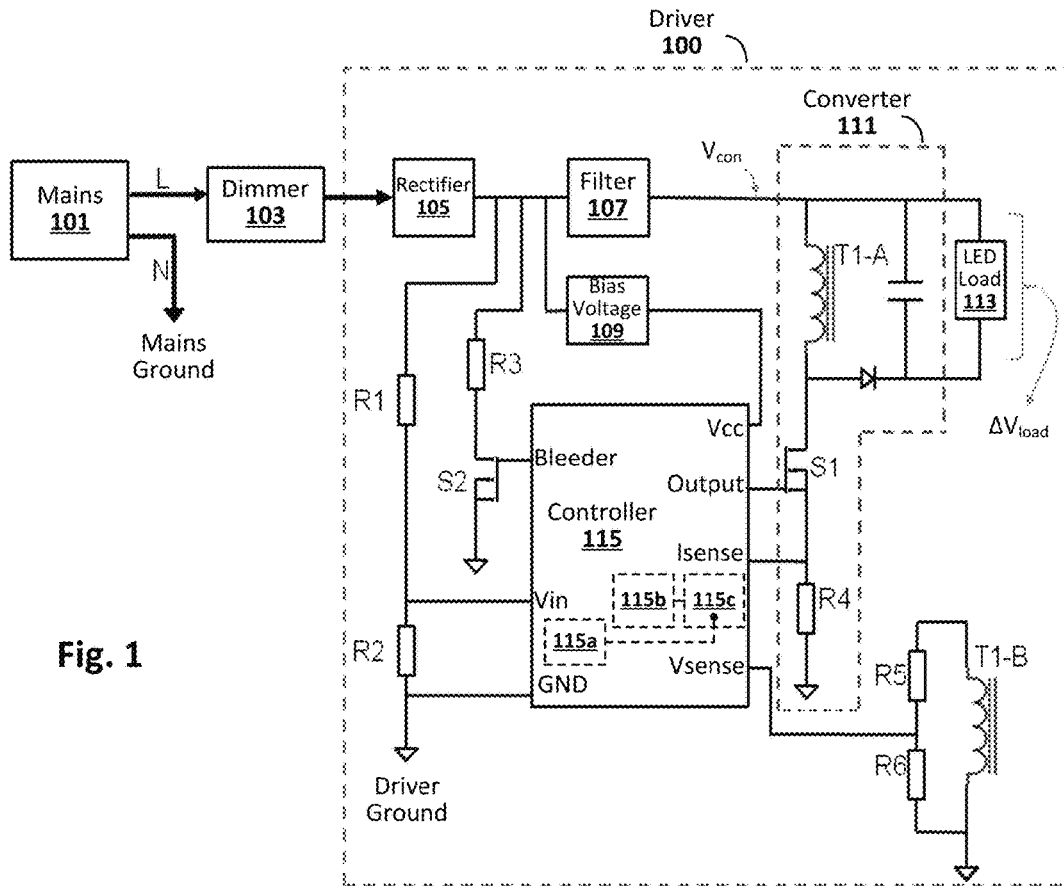 Driver
100
Converter
111
V_con
Mains
101
L
N
Mains
Ground
Dimmer
103
Rectifier
105
Filter
107
Bias
Voltage
109
T1-A
LED
Load
113
ΔV_load
R1
R3
S2
Bleeder
Vcc
Output
S1
Controller
115
Isense
R4
Vin
115b
115c
115a
R2
Vsense
GND
Fig. 1
R5
T1-B
R6
Driver
Ground